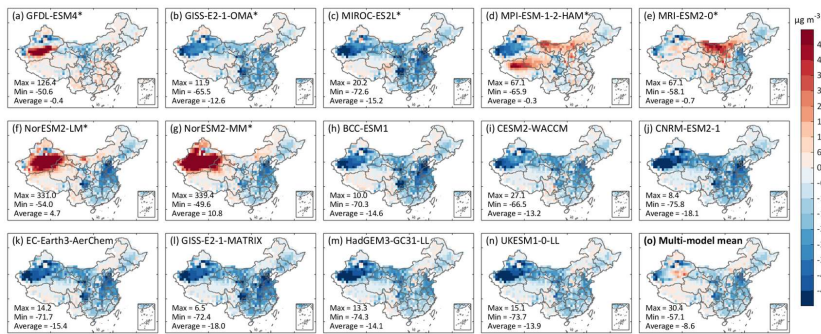 (a) GFDL-ESM4*
Max = 126.4
Min = -50.6
Average = -0.4
(b) GISS-E2-1-OMA*
Max = 11.9
Min = -65.5
Average = -12.6
(c) MIROC-ES2L*
Max = 20.2
Min = -72.6
Average = -15.2
(d) MPI-ESM-1-2-HAM*
Max = 67.1
Min = -65.9
Average = -0.3
(e) MRI-ESM2-0*
Max = 67.1
Min = -58.1
Average = -0.7
μg m⁻³
(f) NorESM2-LM*
Max = 331.0
Min = -54.0
Average = 4.7
(g) NorESM2-MM*
Max = 339.4
Min = -49.6
Average = 10.8
(h) BCC-ESM1
Max = 10.0
Min = -70.3
Average = -14.6
(i) CESM2-WACCM
Max = 27.1
Min = -66.5
Average = -13.2
(j) CNRM-ESM2-1
Max = 8.4
Min = -75.8
Average = -18.1
(k) EC-Earth3-AerChem
Max = 14.2
Min = -71.7
Average = -15.4
(l) GISS-E2-1-MATRIX
Max = 6.5
Min = -72.4
Average = -18.0
(m) HadGEM3-GC31-LL
Max = 13.3
Min = -74.3
Average = -14.1
(n) UKESM1-0-LL
Max = 15.1
Min = -73.7
Average = -13.9
(o) Multi-model mean
Max = 30.4
Min = -57.1
Average = -8.6